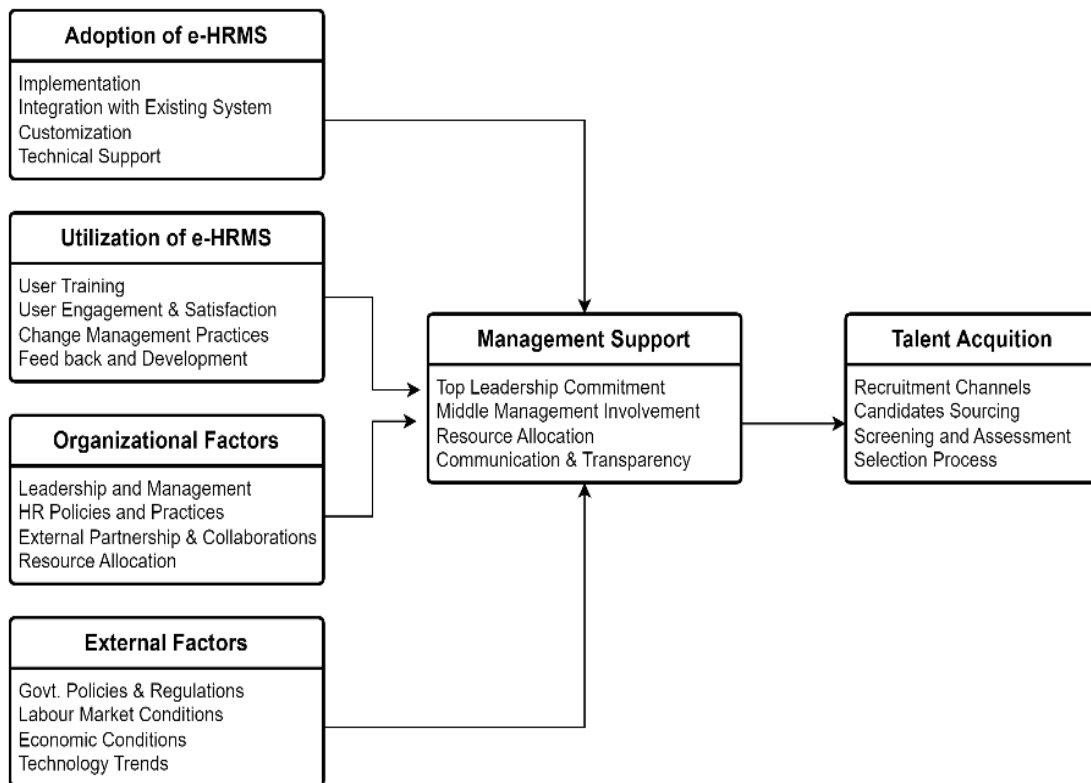 Adoption of e-HRMS
Implementation
Integration with Existing System
Customization
Technical Support
Utilization of e-HRMS
User Training
User Engagement & Satisfaction
Change Management Practices
Feed back and Development
Organizational Factors
Leadership and Management
HR Policies and Practices
External Partnership & Collaborations
Resource Allocation
External Factors
Govt. Policies & Regulations
Labour Market Conditions
Economic Conditions
Technology Trends
Management Support
Top Leadership Commitment
Middle Management Involvement
Resource Allocation
Communication & Transparency
Talent Acquition
Recruitment Channels
Candidates Sourcing
Screening and Assessment
Selection Process